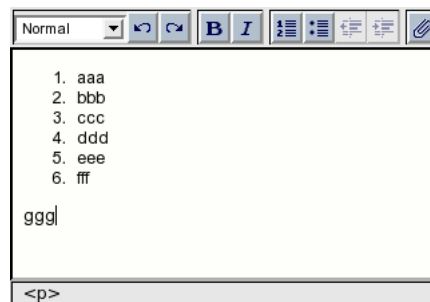 Normal B I
1. aaa
2. bbb
3. ccc
4. ddd
5. eee
6. fff
ggg
<p>